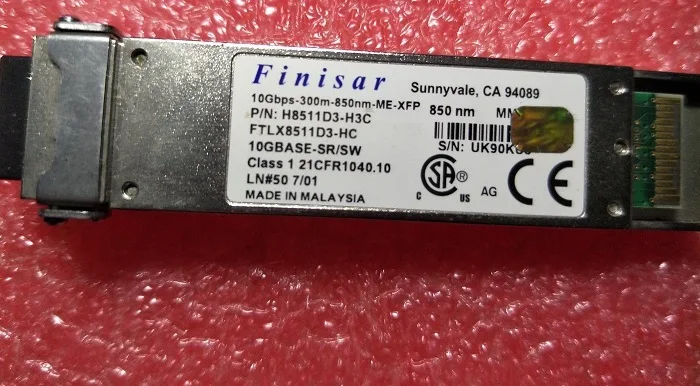 Finisar
Sunnyvale, CA 94089
10Gbps-300m-850nm-ME-XFP 850 nm
P/N: H8511D3-H3C
FTLX8511D3-HC
10GBASE-SR/SW
S/N:
Class 1 21CFR1040.10
LN#50 7/01
MADE IN MALAYSIA
SA
C US
AG
CE